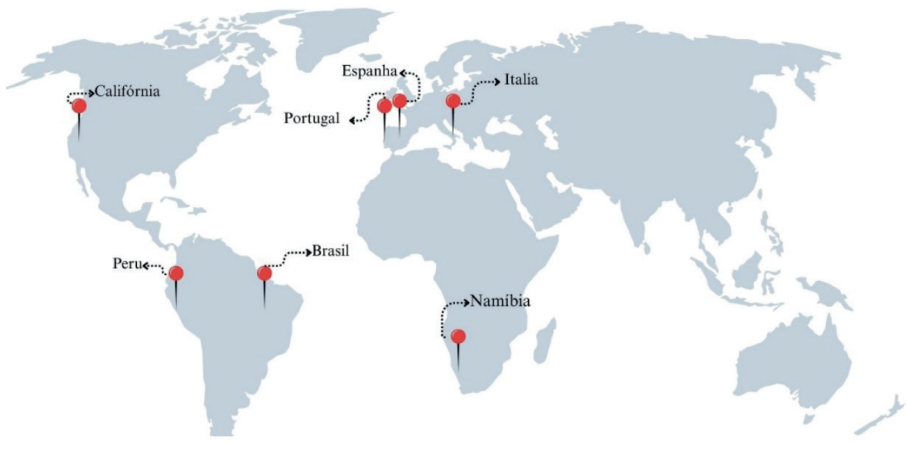 Espanha
Italia
Califórnia
Portugal
Brasil
Peru
Namíbia